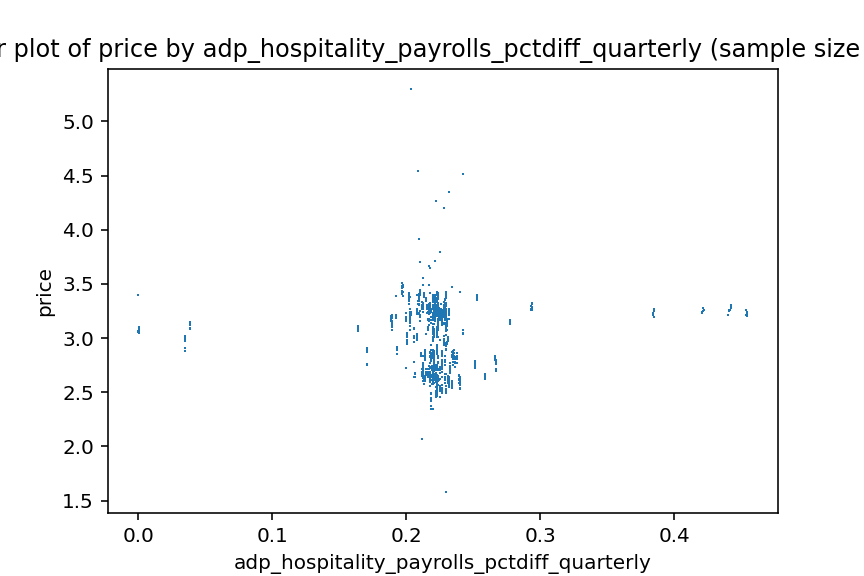 r plot of price by adp_hospitality_payrolls_pctdiff_quarterly (sample size
5.0
4.5
4.0
3.5
3.0
2.5
2.0
1.5
price
0.0 0.1 0.2 0.3 0.4
adp_hospitality_payrolls_pctdiff_quarterly